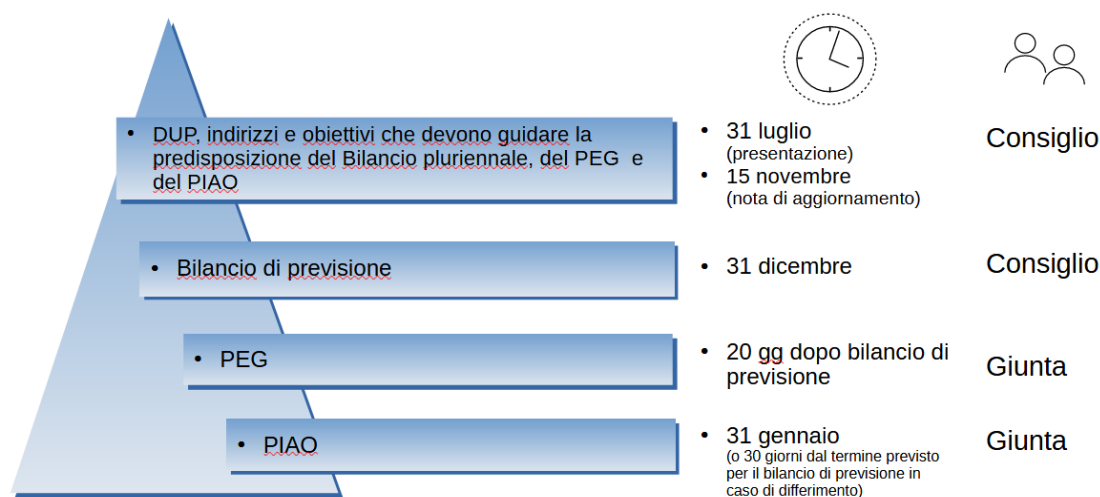 • DUP, indirizzi e obiettivi che devono guidare la
predisposizione del Bilancio pluriennale, del PEG e
del PIAO
• 31 luglio
(presentazione)
• 15 novembre
(nota di aggiornamento)
Consiglio
• Bilancio di previsione
• 31 dicembre
Consiglio
• PEG
• 20 gg dopo bilancio di
previsione
Giunta
• PIAO
• 31 gennaio
(o 30 giorni dal termine previsto
per il bilancio di previsione in
caso di differimento)
Giunta